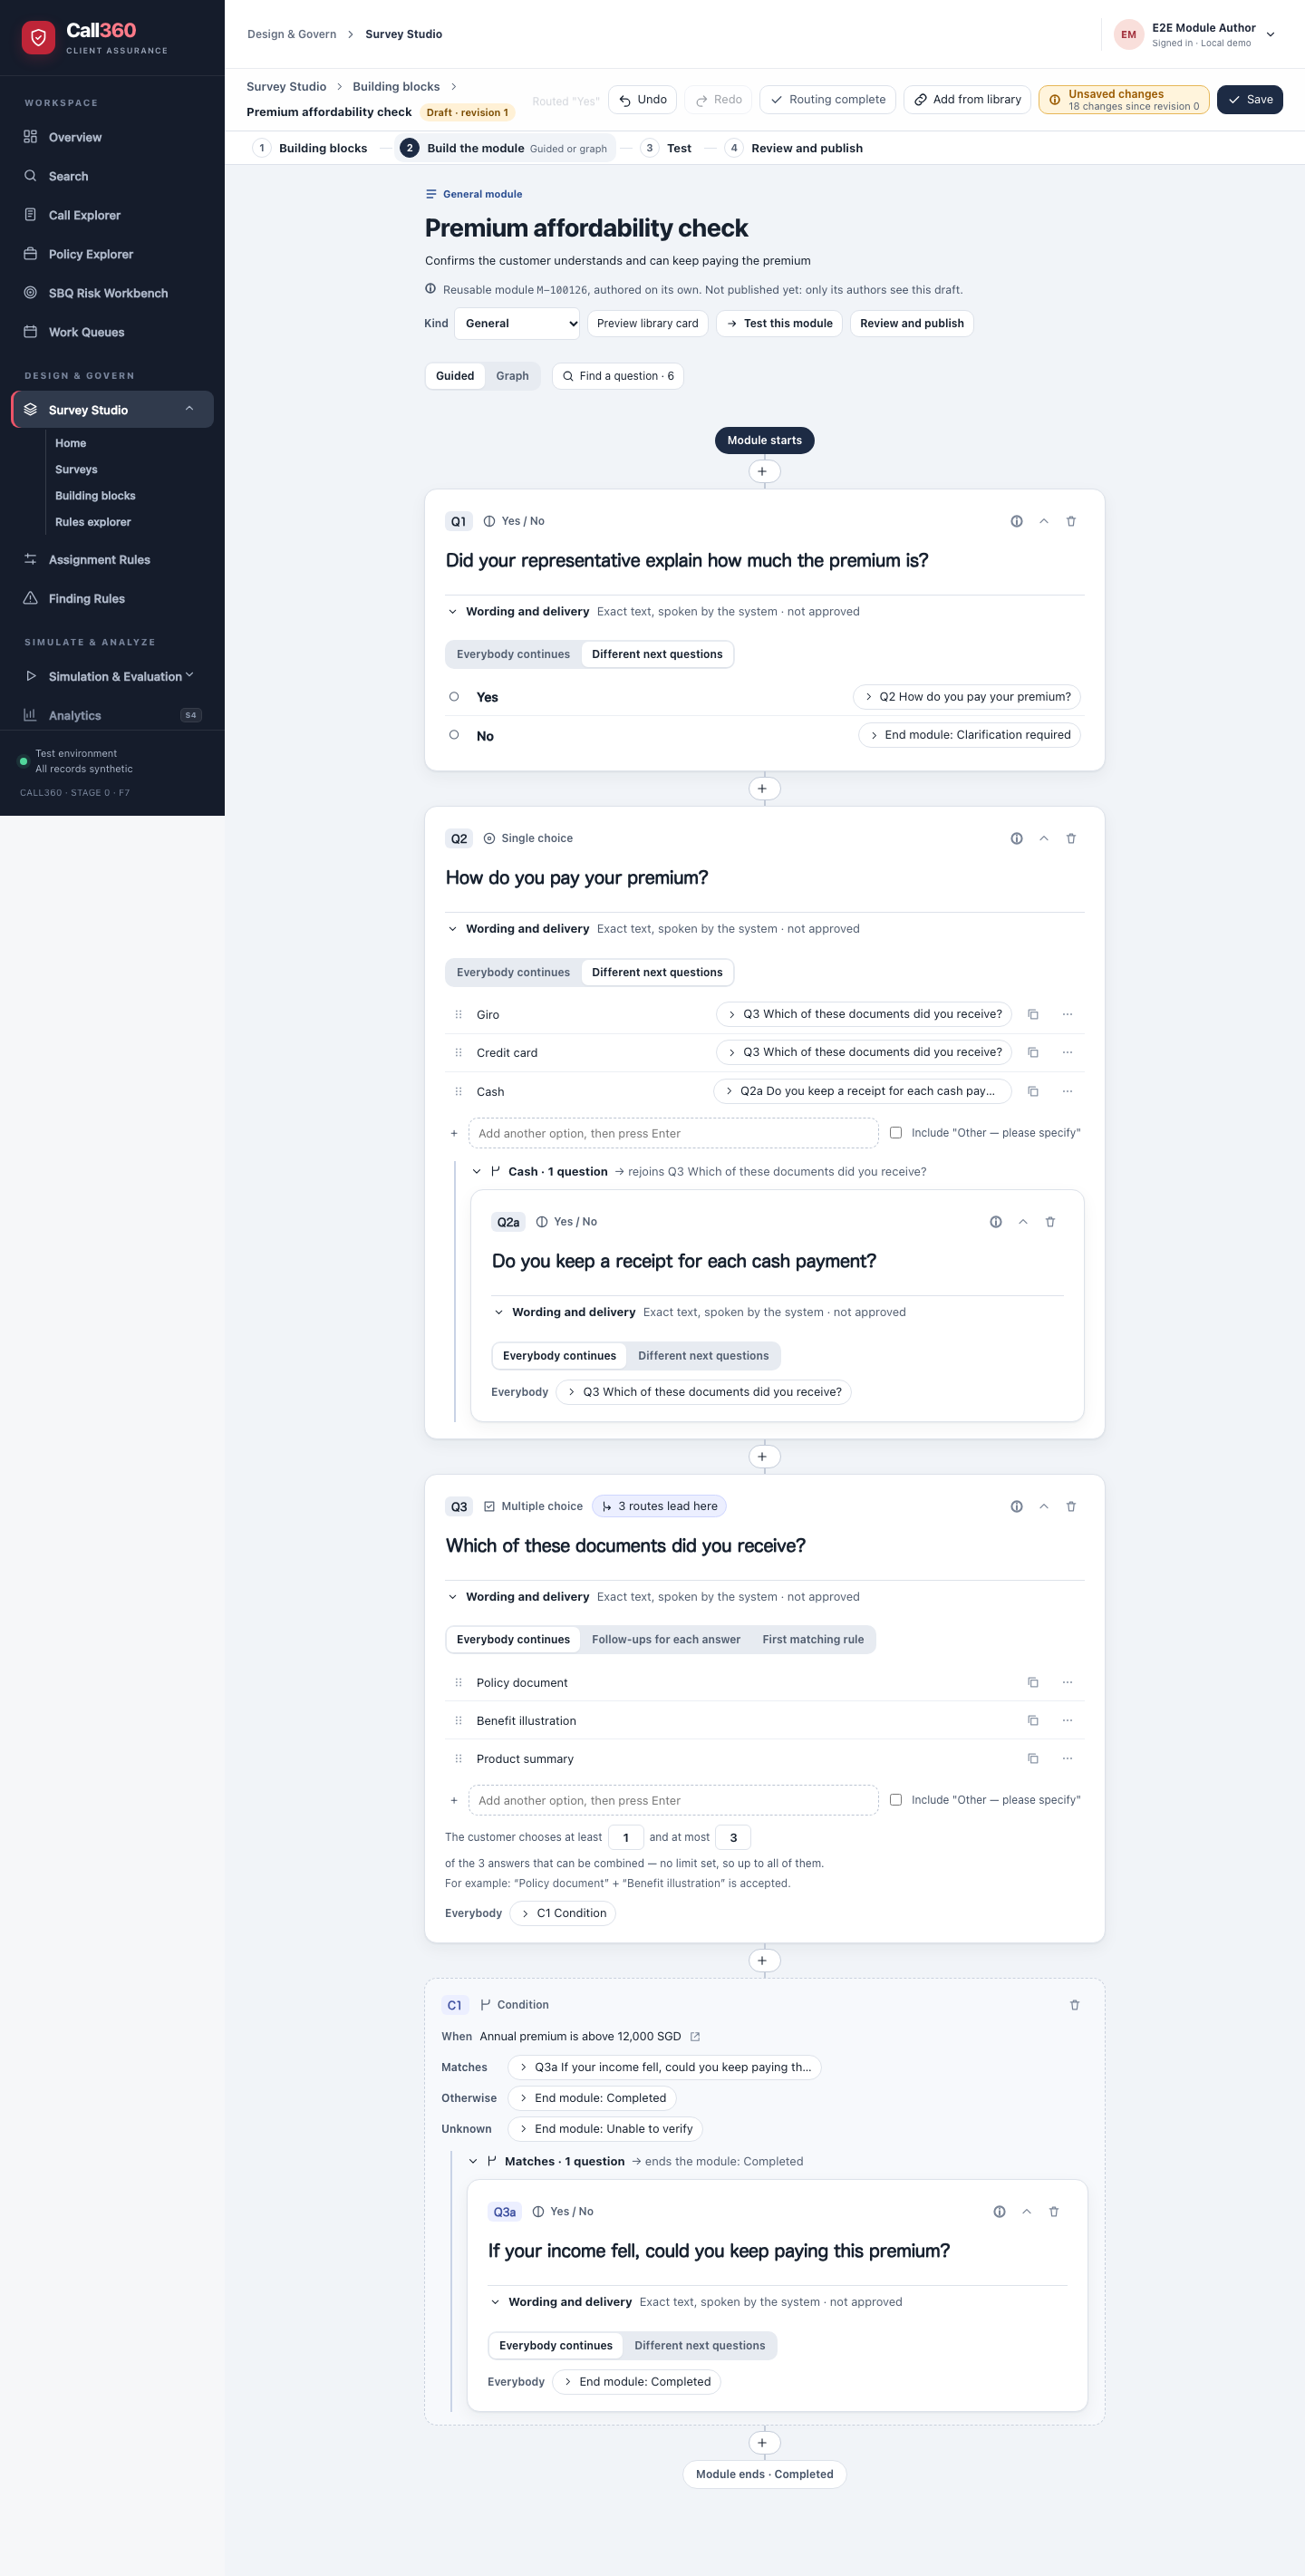 Call360
CLIENT ASSURANCE
WORKSPACE
Overview
Search
Call Explorer
Policy Explorer
SBQ Risk Workbench
Work Queues
DESIGN & GOVERN
Survey Studio
Home
Surveys
Building blocks
Rules explorer
Assignment Rules
Finding Rules
SIMULATE & ANALYZE
Simulation & Evaluation
Analytics S4
Test environment
All records synthetic
CALL360 · STAGE 0 · F7
Design & Govern > Survey Studio
EM E2E Module Author
Signed in · Local demo
Survey Studio > Building blocks >
Premium affordability check Draft · revision 1
Routed "Yes" Undo Redo Routing complete Add from library
Unsaved changes
18 changes since revision 0
Save
1 Building blocks 2 Build the module Guided or graph 3 Test 4 Review and publish
General module
Premium affordability check
Confirms the customer understands and can keep paying the premium
Reusable module M-100126, authored on its own. Not published yet: only its authors see this draft.
Kind General Preview library card → Test this module Review and publish
Guided Graph Find a question · 6
Module starts
+
Q1 Yes / No
Did your representative explain how much the premium is?
Wording and delivery Exact text, spoken by the system · not approved
Everybody continues Different next questions
Yes > Q2 How do you pay your premium?
No > End module: Clarification required
+
Q2 Single choice
How do you pay your premium?
Wording and delivery Exact text, spoken by the system · not approved
Everybody continues Different next questions
Giro > Q3 Which of these documents did you receive?
Credit card > Q3 Which of these documents did you receive?
Cash > Q2a Do you keep a receipt for each cash pay...
+ Add another option, then press Enter Include "Other — please specify"
Cash · 1 question → rejoins Q3 Which of these documents did you receive?
Q2a Yes / No
Do you keep a receipt for each cash payment?
Wording and delivery Exact text, spoken by the system · not approved
Everybody continues Different next questions
Everybody > Q3 Which of these documents did you receive?
+
Q3 Multiple choice 3 routes lead here
Which of these documents did you receive?
Wording and delivery Exact text, spoken by the system · not approved
Everybody continues Follow-ups for each answer First matching rule
Policy document
Benefit illustration
Product summary
+ Add another option, then press Enter Include "Other — please specify"
The customer chooses at least 1 and at most 3
of the 3 answers that can be combined — no limit set, so up to all of them.
For example: "Policy document" + "Benefit illustration" is accepted.
Everybody > C1 Condition
+
C1 Condition
When Annual premium is above 12,000 SGD
Matches > Q3a If your income fell, could you keep paying th...
Otherwise > End module: Completed
Unknown > End module: Unable to verify
Matches · 1 question → ends the module: Completed
Q3a Yes / No
If your income fell, could you keep paying this premium?
Wording and delivery Exact text, spoken by the system · not approved
Everybody continues Different next questions
Everybody > End module: Completed
+
Module ends · Completed